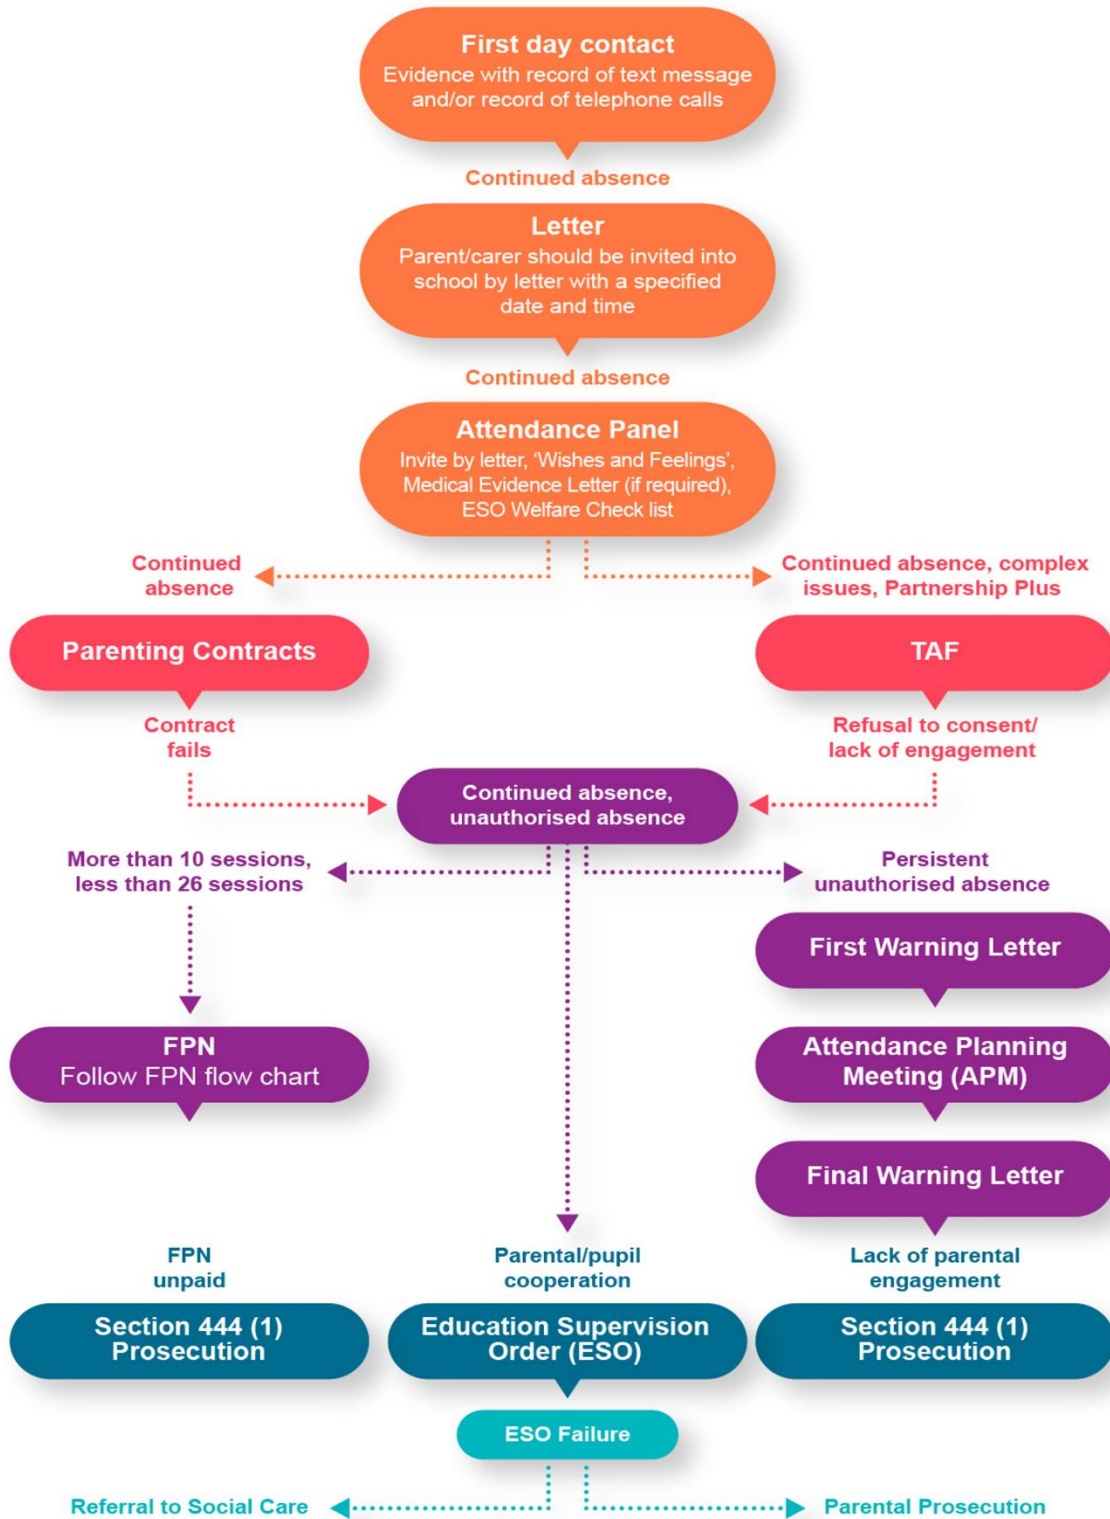 First day contact
Evidence with record of text message
and/or record of telephone calls
Continued absence
Letter
Parent/carer should be invited into
school by letter with a specified
date and time
Continued absence
Attendance Panel
Invite by letter, ‘Wishes and Feelings’,
Medical Evidence Letter (if required),
ESO Welfare Check list
Continued
absence
Continued absence, complex
issues, Partnership Plus
Parenting Contracts
TAF
Contract
fails
Refusal to consent/
lack of engagement
Continued absence,
unauthorised absence
More than 10 sessions,
less than 26 sessions
Persistent
unauthorised absence
First Warning Letter
FPN
Follow FPN flow chart
Attendance Planning
Meeting (APM)
Final Warning Letter
FPN
unpaid
Parental/pupil
cooperation
Lack of parental
engagement
Section 444 (1)
Prosecution
Education Supervision
Order (ESO)
Section 444 (1)
Prosecution
ESO Failure
Referral to Social Care
Parental Prosecution